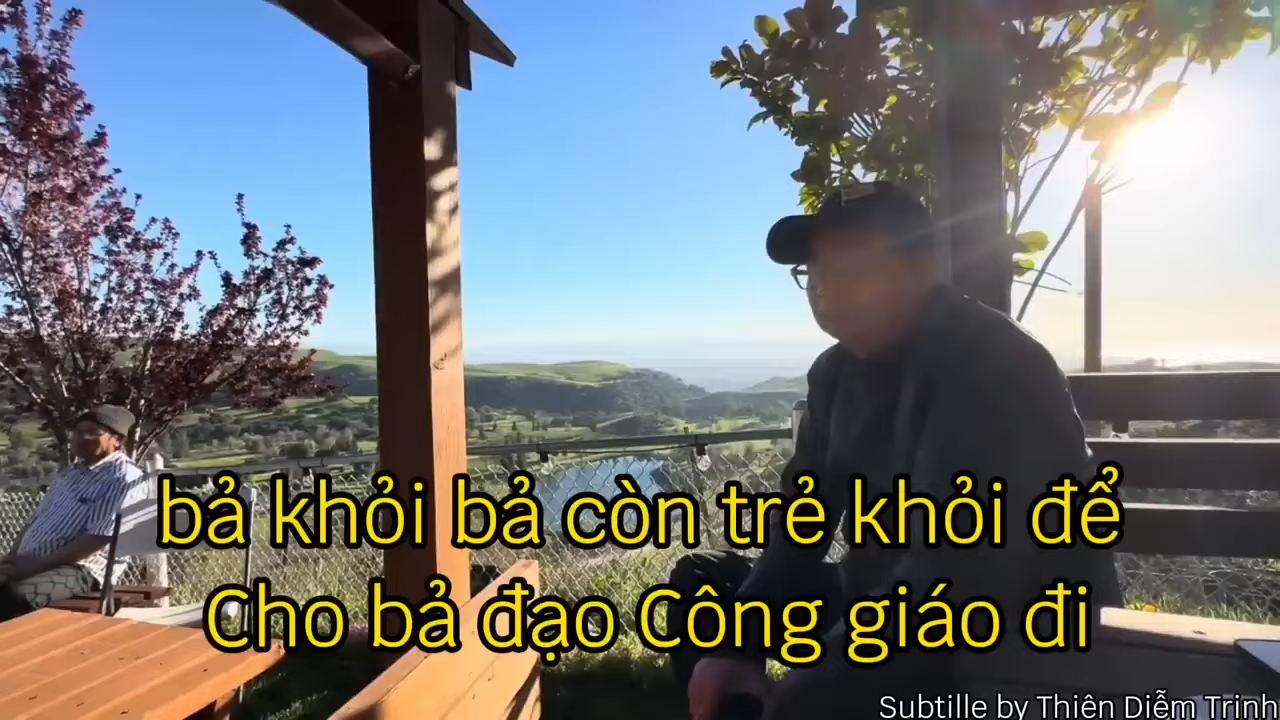 bả khỏi bả còn trẻ khỏi để
Cho bả đạo Công giáo đi
Subtille by Thiên Diễm Trinh